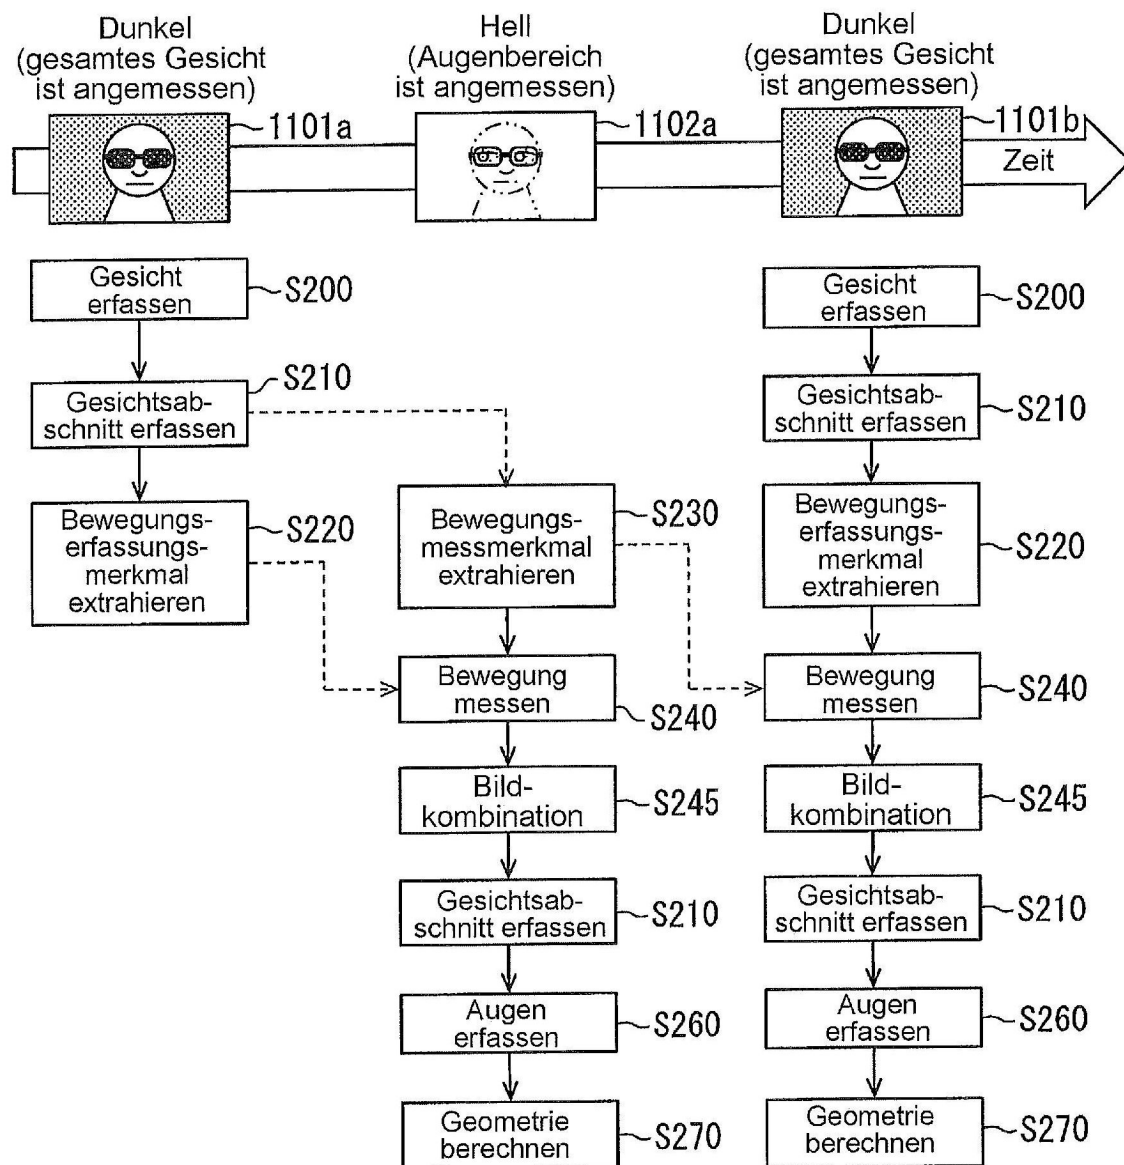 Dunkel
(gesamtes Gesicht
ist angemessen)
Hell
(Augenbereich
ist angemessen)
Dunkel
(gesamtes Gesicht
ist angemessen)
1101a
1102a
1101b
Zeit
Gesicht
erfassen
S200
Gesichtsab-
schnitt erfassen
S210
Bewegungs-
erfassungs-
merkmal
extrahieren
S220
Bewegungs-
messmerkmal
extrahieren
S230
Bewegung
messen
S240
Bild-
kombination
S245
Gesichtsab-
schnitt erfassen
S210
Augen
erfassen
S260
Geometrie
berechnen
S270
Gesicht
erfassen
S200
Gesichtsab-
schnitt erfassen
S210
Bewegungs-
erfassungs-
merkmal
extrahieren
S220
Bewegung
messen
S240
Bild-
kombination
S245
Gesichtsab-
schnitt erfassen
S210
Augen
erfassen
S260
Geometrie
berechnen
S270